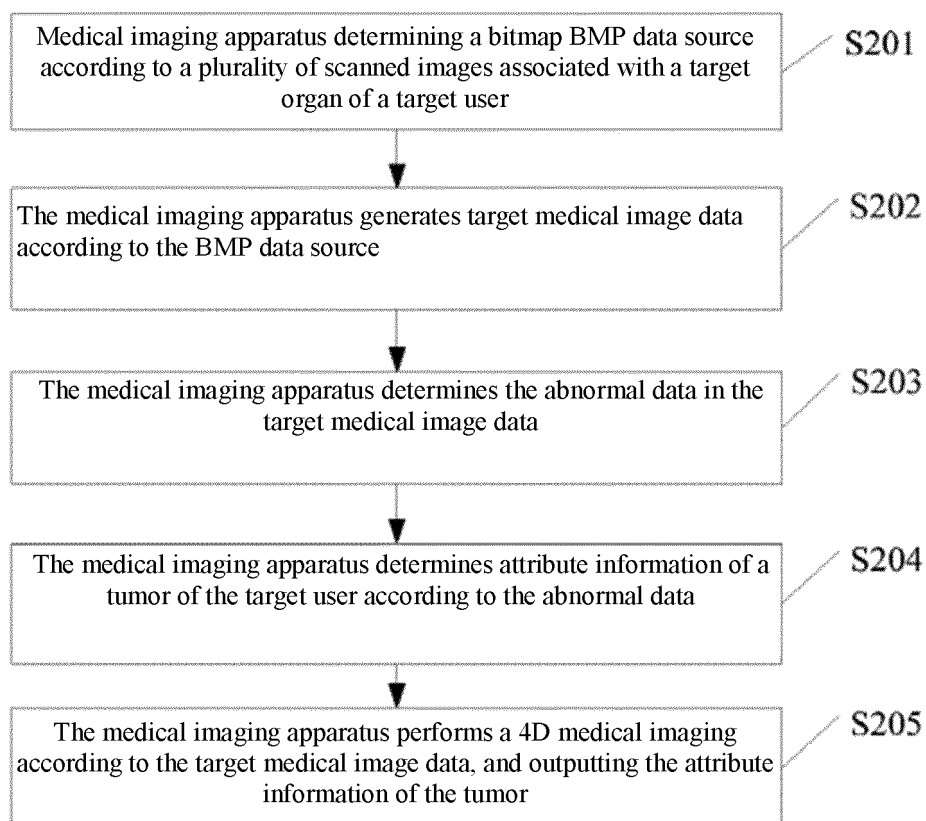 Medical imaging apparatus determining a bitmap BMP data source
according to a plurality of scanned images associated with a target
organ of a target user
S201
The medical imaging apparatus generates target medical image data
according to the BMP data source
S202
The medical imaging apparatus determines the abnormal data in the
target medical image data
S203
The medical imaging apparatus determines attribute information of a
tumor of the target user according to the abnormal data
S204
The medical imaging apparatus performs a 4D medical imaging
according to the target medical image data, and outputting the attribute
information of the tumor
S205